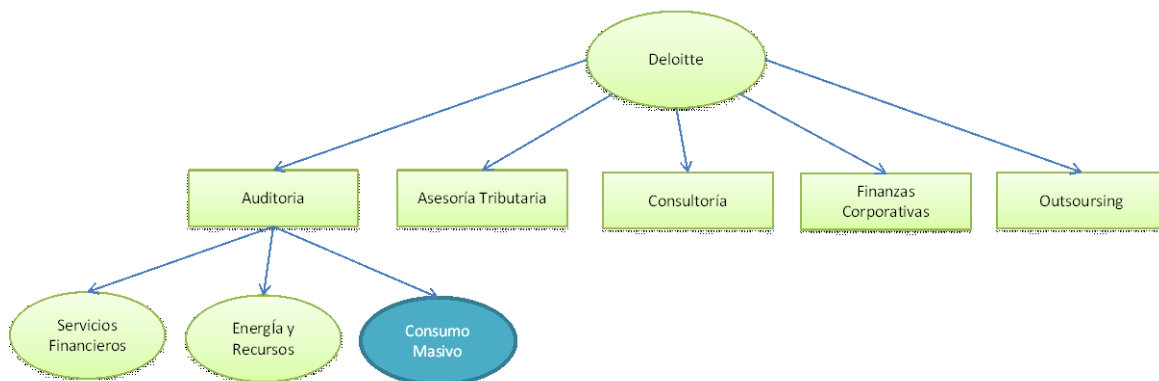 Deloitte
Auditoria
Asesoría Tributaria
Consultoría
Finanzas
Corporativas
Outsoursing
Servicios
Financieros
Energía y
Recursos
Consumo
Masivo